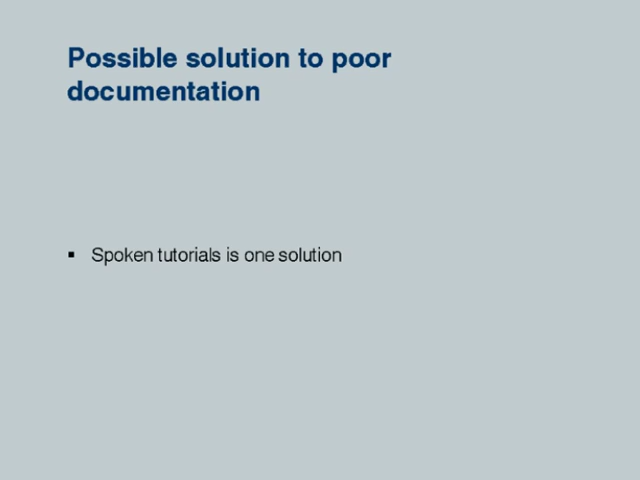 Possible solution to poor
documentation
▪ Spoken tutorials is one solution